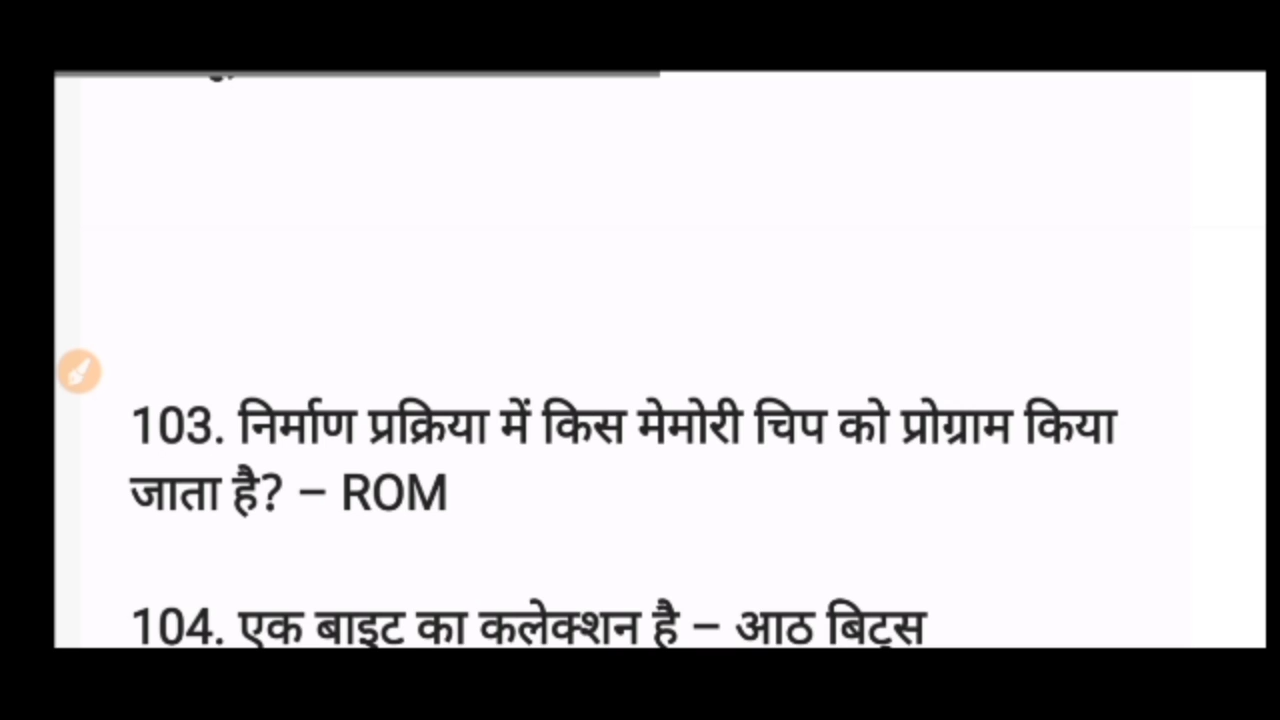 103. निर्माण प्रक्रिया में किस मेमोरी चिप को प्रोग्राम किया
जाता है? – ROM
104. एक बाइट का कलेक्शन है – आठ बिट्स